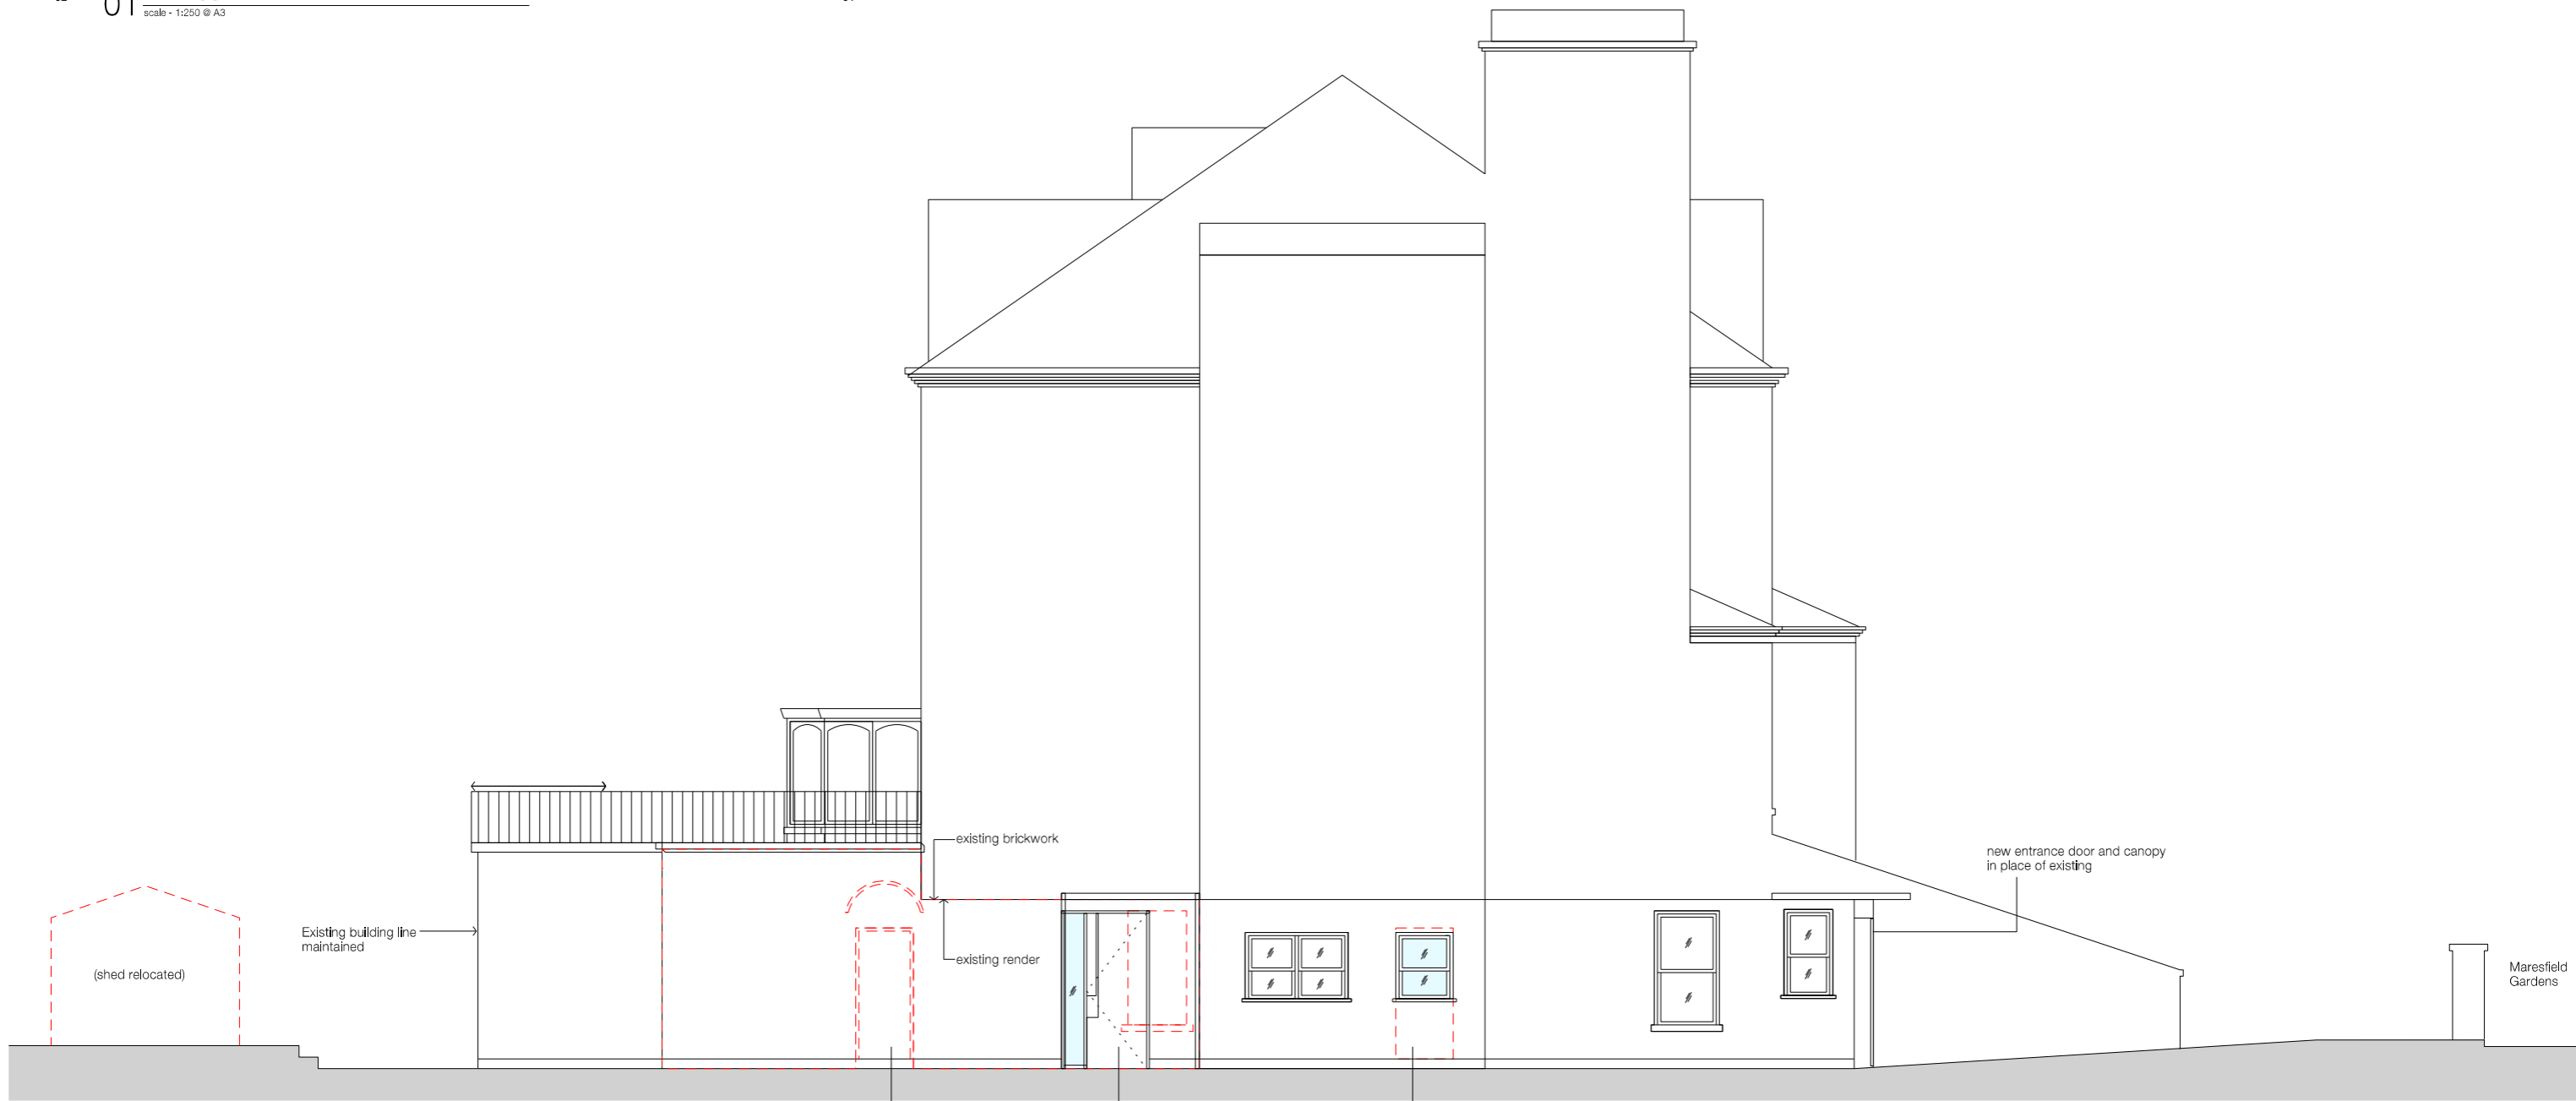 01
scale - 1:250 @ A3
existing brickwork
new entrance door and canopy
in place of existing
Existing building line
maintained
existing render
(shed relocated)
Maresfield
Gardens